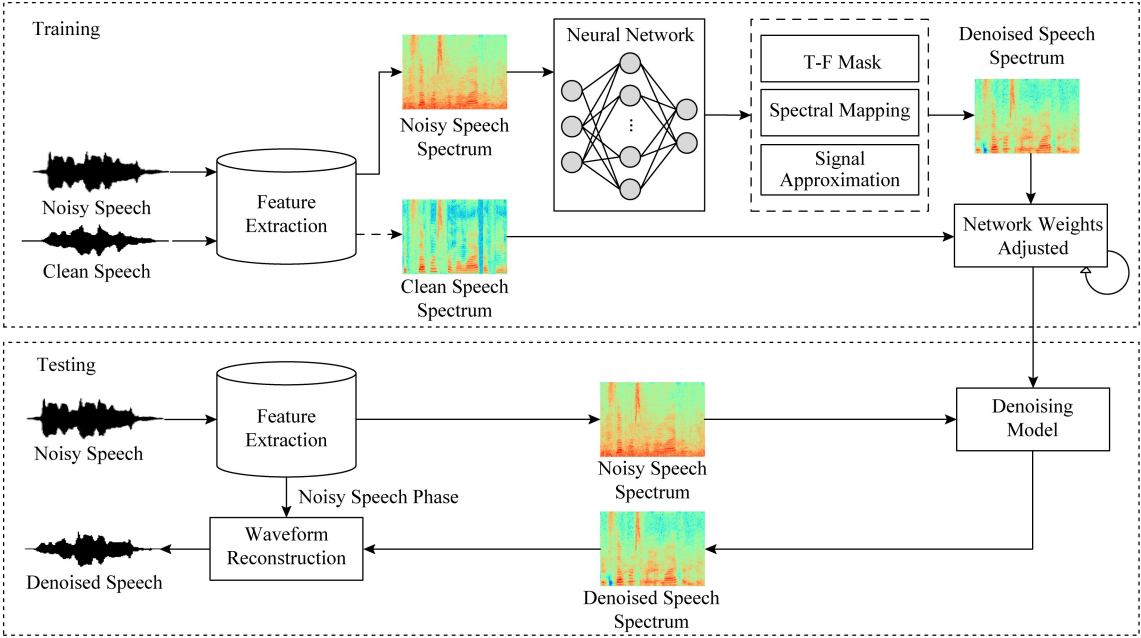 Training
Neural Network
Denoised Speech
Spectrum
T-F Mask
Noisy Speech
Spectrum
Spectral Mapping
...
Signal
Approximation
Noisy Speech
Feature
Extraction
Clean Speech
Clean Speech
Spectrum
Network Weights
Adjusted
Testing
Noisy Speech
Feature
Extraction
Noisy Speech
Spectrum
Denoising
Model
Noisy Speech Phase
Waveform
Reconstruction
Denoised Speech
Denoised Speech
Spectrum